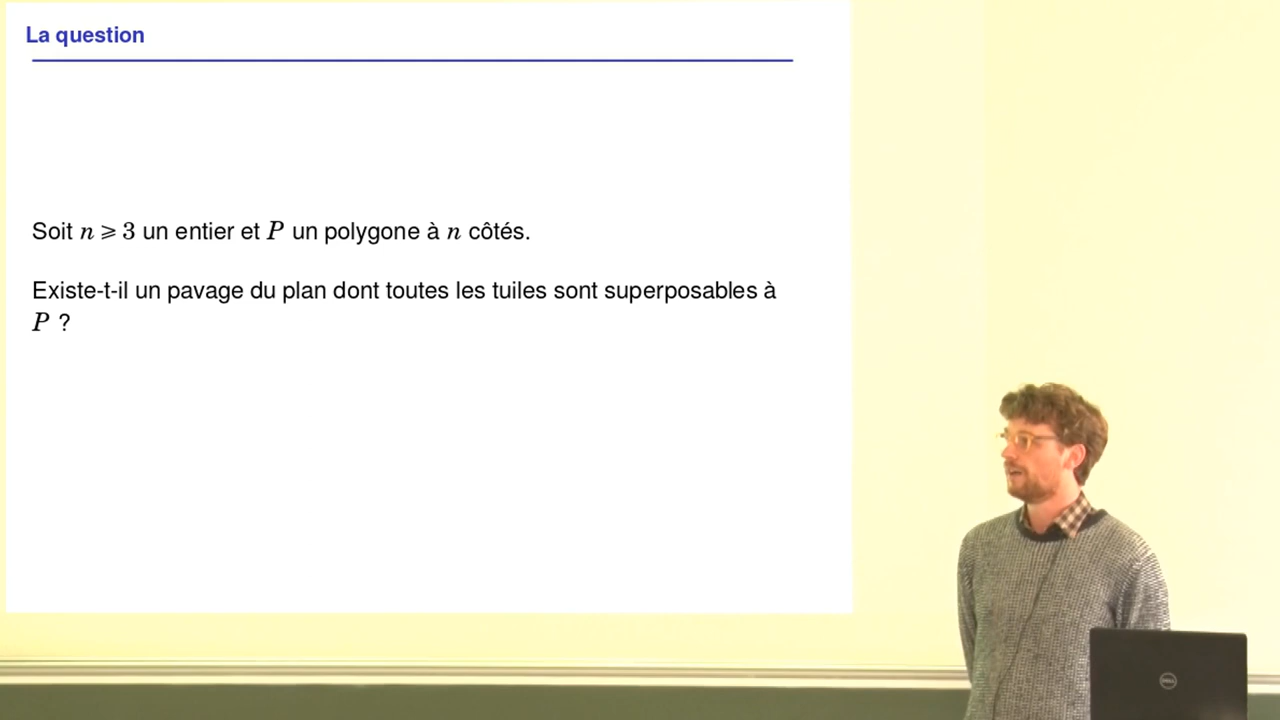 La question
Soit n ⩾ 3 un entier et P un polygone à n côtés.
Existe-t-il un pavage du plan dont toutes les tuiles sont superposables à
P ?
DELL